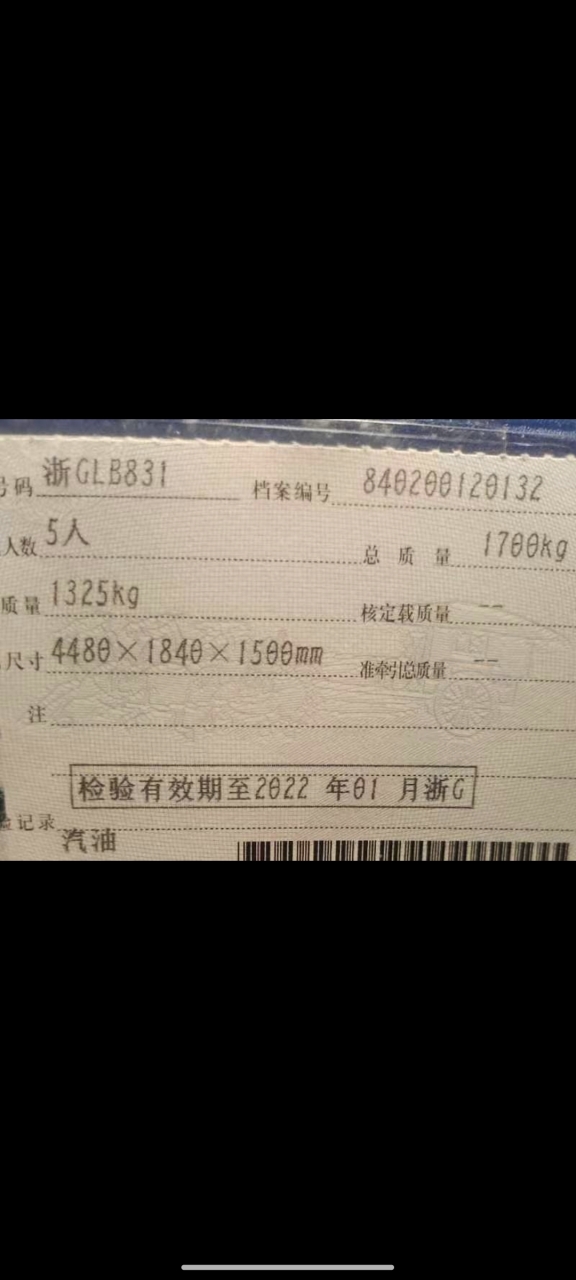 号码 浙GLB831 档案编号 840200120132
人数 5人 总质量 1700kg
质量 1325kg 核定载质量 --
尺寸 4480×1840×1500mm 准牵引总质量 --
注
检验有效期至2022 年01 月浙G
记录
汽油